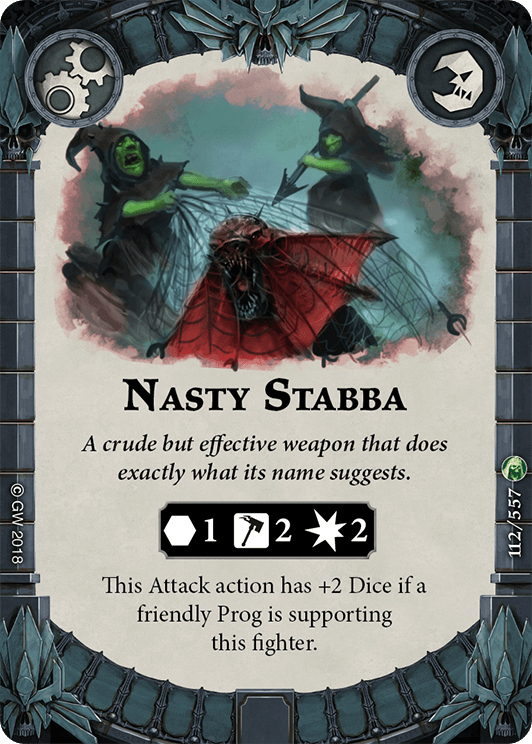 NASTY STABBA
A crude but effective weapon that does
exactly what its name suggests.
1 2 2
This Attack action has +2 Dice if a
friendly Prog is supporting
this fighter.
©GW 2018
112/557